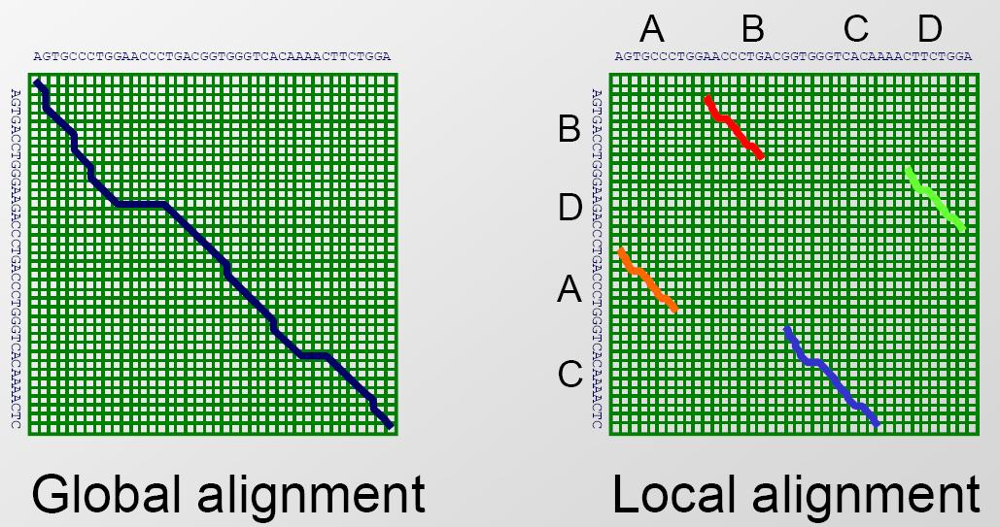 AGTGCCCTGGAACCCTGACGGTGGGTCACAAAACTTCTGGA
AGTGACCTGGGAAGACCCTGACCCTGGGTCACAAAACTC
Global alignment
A B C D
AGTGCCCTGGAACCCTGACGGTGGGTCACAAAACTTCTGGA
AGTGACCTGGGAAGACCCTGACCCTGGGTCACAAAACTC
B
D
A
C
Local alignment